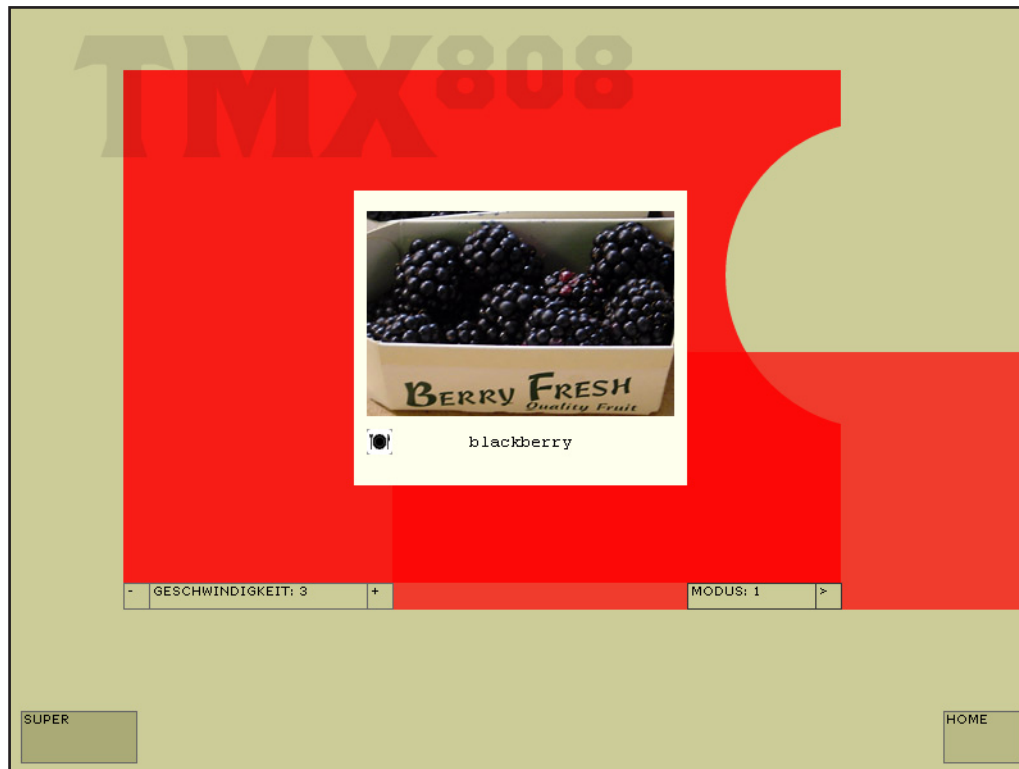 TMX808
BERRY FRESH
Quality Fruit
blackberry
- GESCHWINDIGKEIT: 3 +
MODUS: 1 >
SUPER
HOME